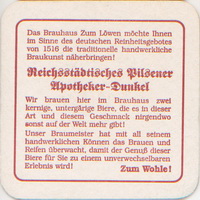 Das Brauhaus Zum Löwen möchte Ihnen
im Sinne des deutschen Reinheitsgebotes
von 1516 die traditionelle handwerkliche
Braukunst näherbringen!
Reichsstädtisches Pilsener
Apotheker-Dunkel
Wir brauen hier im Brauhaus zwei
kernige, untergärige Biere, die es in dieser
Art und diesem Geschmack nirgendwo
sonst auf der Welt mehr gibt!
Unser Braumeister hat mit all seinem
handwerklichen Können das Brauen und
Reifen überwacht, damit der Genuß dieser
Biere für Sie zu einem unverwechselbaren
Erlebnis wird!
Zum Wohle!